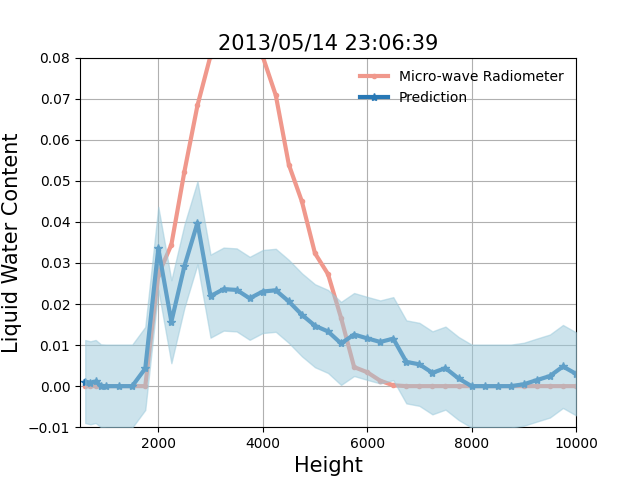 2013/05/14 23:06:39
Micro-wave Radiometer
Prediction
Liquid Water Content
0.08
0.07
0.06
0.05
0.04
0.03
0.02
0.01
0.00
−0.01
2000 4000 6000 8000 10000
Height